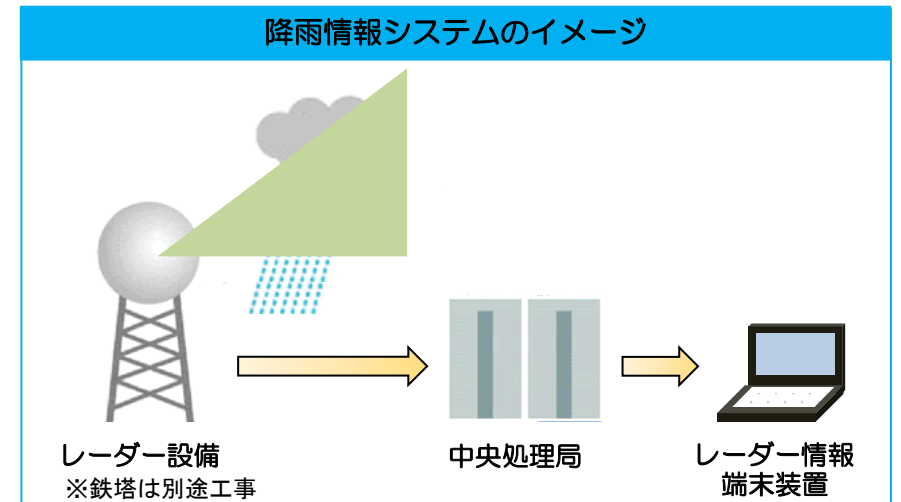 降雨情報システムのイメージ
レーダー設備
※鉄塔は別途工事
中央処理局
レーダー情報
端末装置